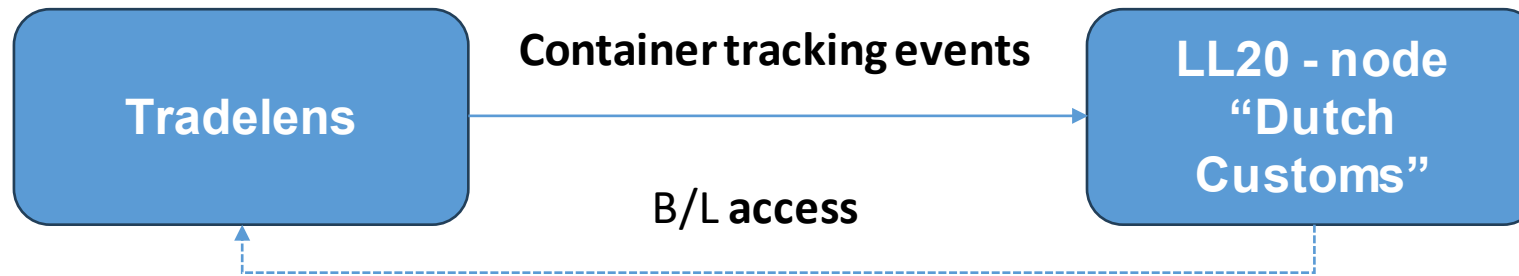 Tradelens
Container tracking events
B/L access
LL20 - node
“Dutch
Customs”